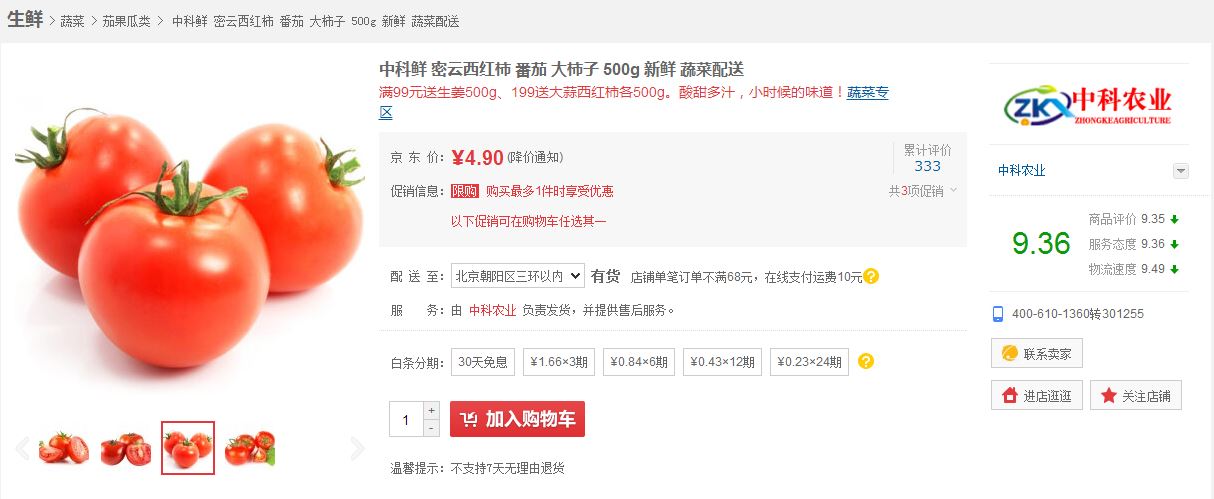 生鲜 > 蔬菜 > 茄果瓜类 > 中科鲜 密云西红柿 番茄 大柿子 500g 新鲜 蔬菜配送
中科鲜 密云西红柿 番茄 大柿子 500g 新鲜 蔬菜配送
满99元送生姜500g、199送大蒜西红柿各500g。酸甜多汁，小时候的味道！蔬菜专
区
京 东 价：¥4.90 (降价通知)
累计评价
333
促销信息：限购 购买最多1件时享受优惠
共3项促销
以下促销可在购物车任选其一
配 送 至：北京朝阳区三环以内 有货 店铺单笔订单不满68元，在线支付运费10元 ?
服 务：由 中科农业 负责发货，并提供售后服务。
白条分期：30天免息 ¥1.66×3期 ¥0.84×6期 ¥0.43×12期 ¥0.23×24期 ?
1 + -
加入购物车
温馨提示：不支持7天无理由退货
ZKX 中科农业
ZHONGKEAGRICULTURE
中科农业
9.36
商品评价 9.35
服务态度 9.36
物流速度 9.49
400-610-1360转301255
联系卖家
进店逛逛 关注店铺